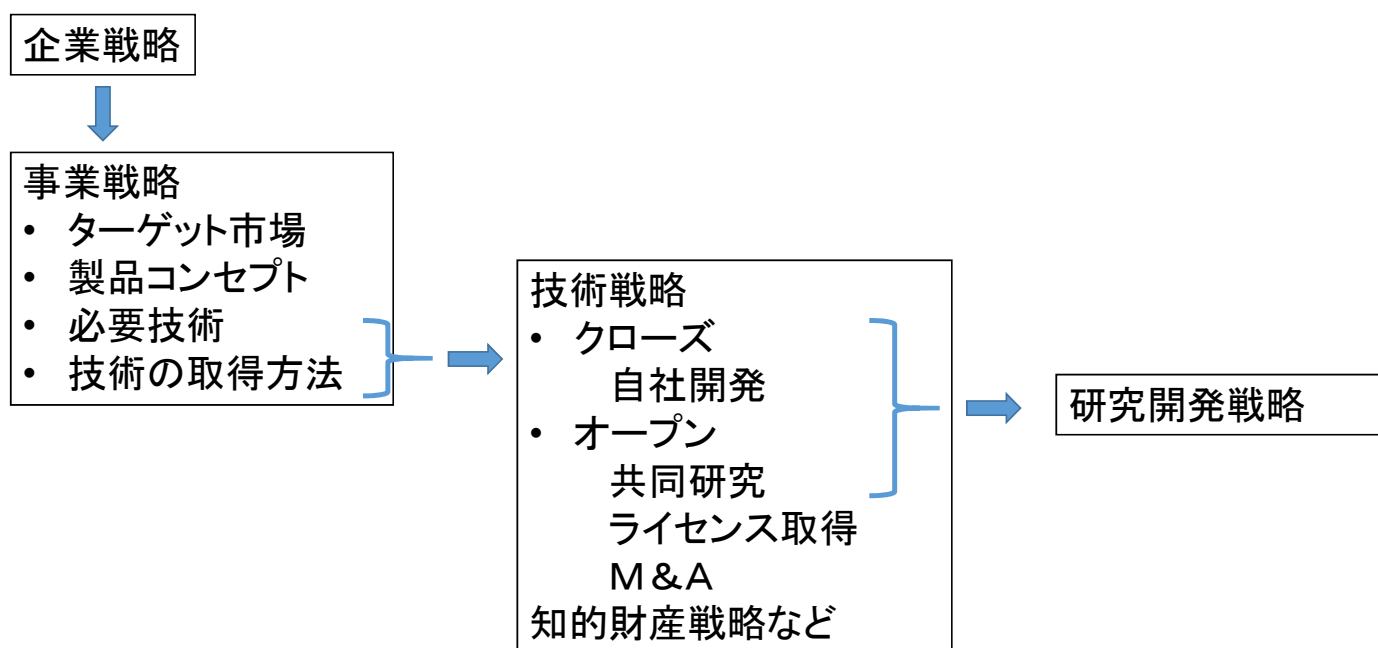 企業戦略
事業戦略
• ターゲット市場
• 製品コンセプト
• 必要技術
• 技術の取得方法
技術戦略
• クローズ
自社開発
• オープン
共同研究
ライセンス取得
M&A
知的財産戦略など
研究開発戦略